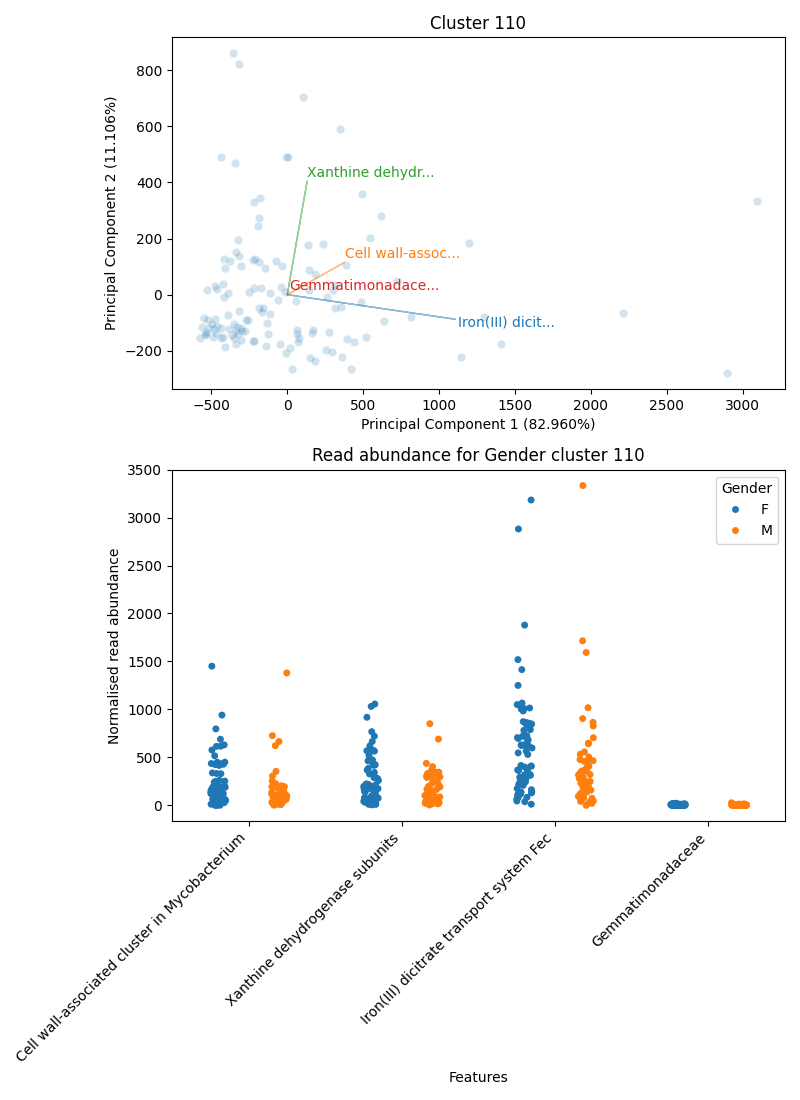 Cluster 110
Principal Component 2 (11.106%)
800
600
400
200
0
−200
Xanthine dehydr...
Cell wall-assoc...
Gemmatimonadace...
Iron(III) dicit...
−500
0
500
1000
1500
2000
2500
3000
Principal Component 1 (82.960%)
Read abundance for Gender cluster 110
Normalised read abundance
3500
3000
2500
2000
1500
1000
500
0
Gender
F
M
Cell wall-associated cluster in Mycobacterium
Xanthine dehydrogenase subunits
Iron(III) dicitrate transport system Fec
Gemmatimonadaceae
Features